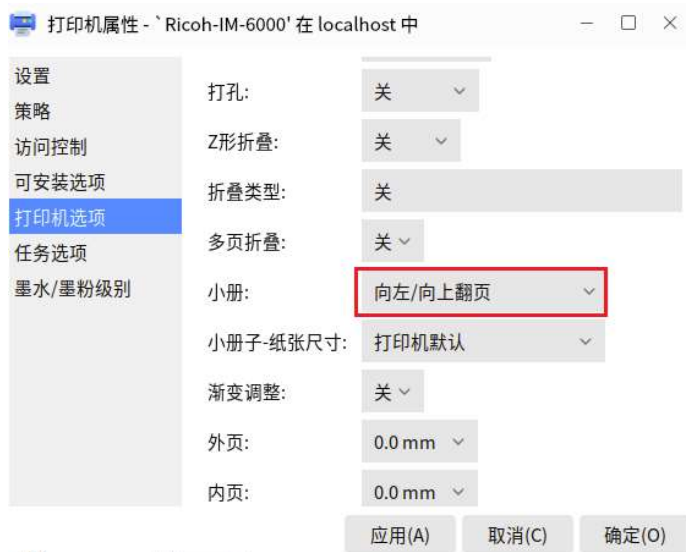 打印机属性 - `Ricoh-IM-6000' 在 localhost 中
设置
策略
访问控制
可安装选项
打印机选项
任务选项
墨水/墨粉级别
打孔: 关
Z形折叠: 关
折叠类型: 关
多页折叠: 关
小册: 向左/向上翻页
小册子-纸张尺寸: 打印机默认
渐变调整: 关
外页: 0.0 mm
内页: 0.0 mm
应用(A) 取消(C) 确定(O)